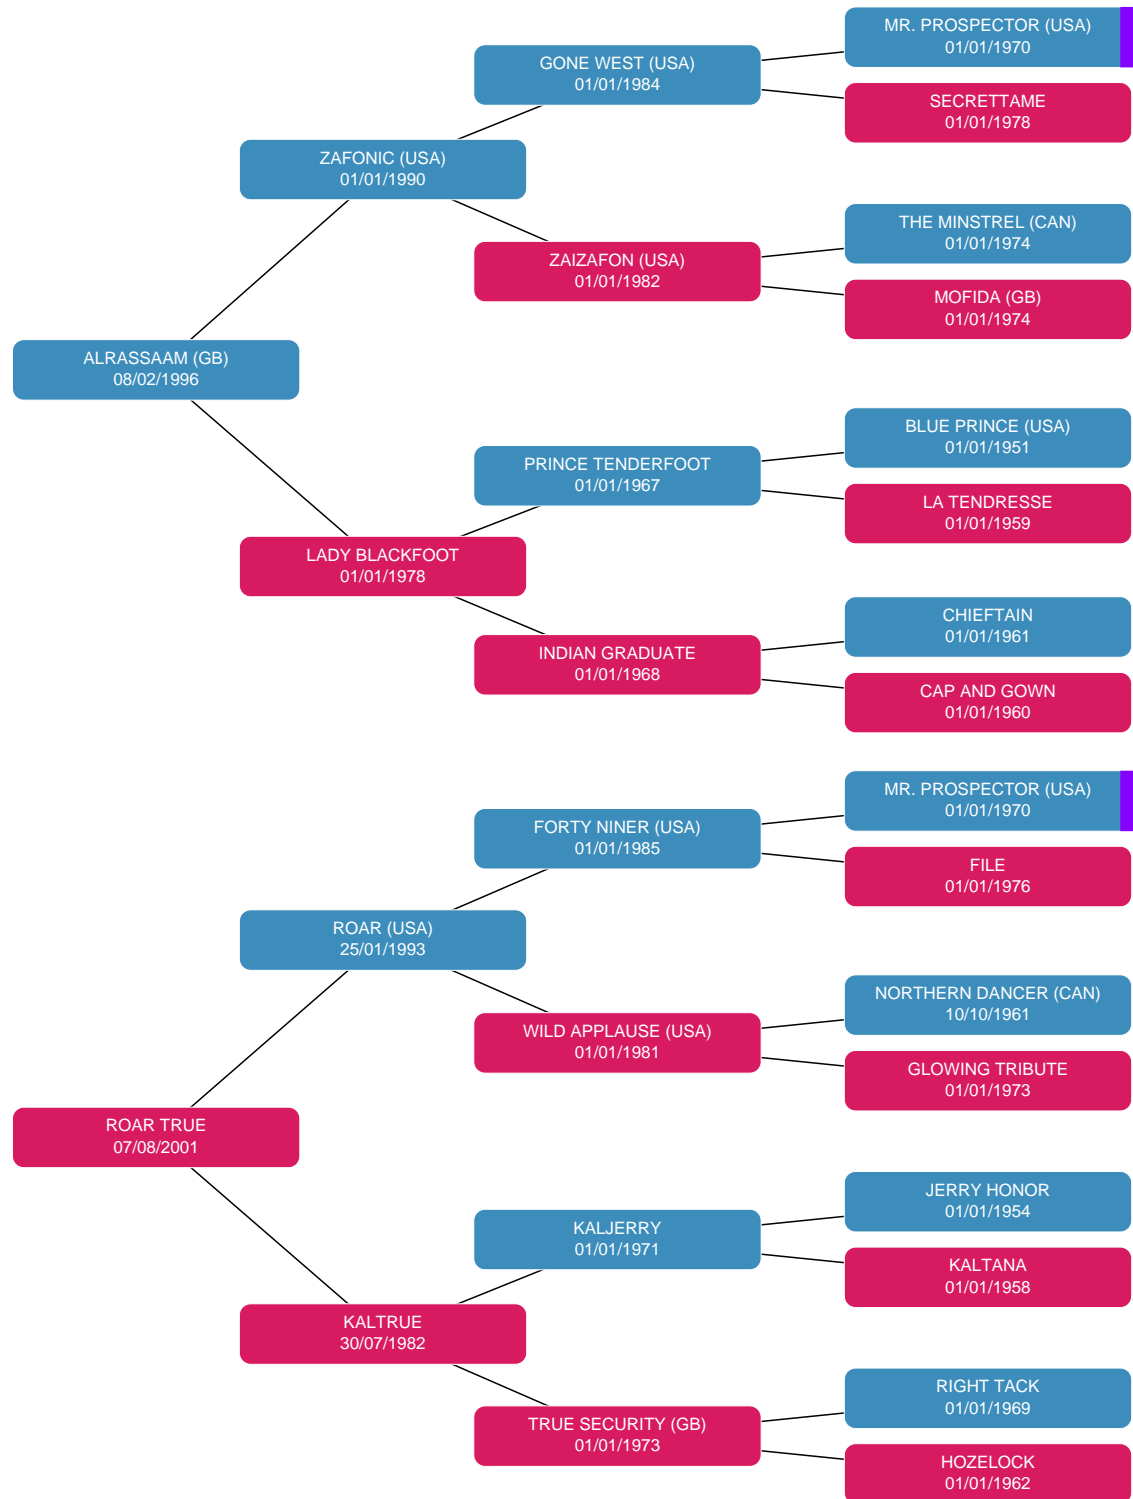 MR. PROSPECTOR (USA)
01/01/1970
GONE WEST (USA)
01/01/1984
SECRETTAME
01/01/1978
ZAFONIC (USA)
01/01/1990
THE MINSTREL (CAN)
01/01/1974
ZAIZAFON (USA)
01/01/1982
MOFIDA (GB)
01/01/1974
ALRASSAAM (GB)
08/02/1996
BLUE PRINCE (USA)
01/01/1951
PRINCE TENDERFOOT
01/01/1967
LA TENDRESSE
01/01/1959
LADY BLACKFOOT
01/01/1978
CHIEFTAIN
01/01/1961
INDIAN GRADUATE
01/01/1968
CAP AND GOWN
01/01/1960
MR. PROSPECTOR (USA)
01/01/1970
FORTY NINER (USA)
01/01/1985
FILE
01/01/1976
ROAR (USA)
25/01/1993
NORTHERN DANCER (CAN)
10/10/1961
WILD APPLAUSE (USA)
01/01/1981
GLOWING TRIBUTE
01/01/1973
ROAR TRUE
07/08/2001
JERRY HONOR
01/01/1954
KALJERRY
01/01/1971
KALTANA
01/01/1958
KALTRUE
30/07/1982
RIGHT TACK
01/01/1969
TRUE SECURITY (GB)
01/01/1973
HOZELOCK
01/01/1962